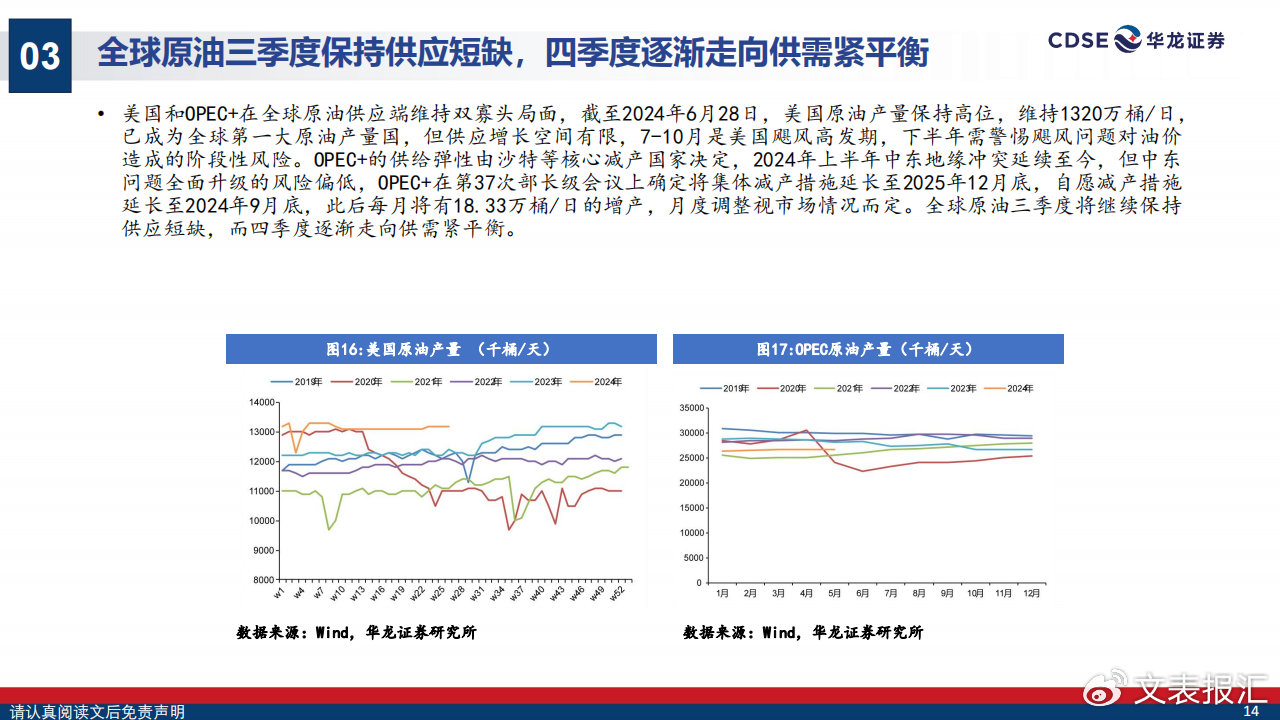 03
全球原油三季度保持供应短缺，四季度逐渐走向供需紧平衡
CDSE 华龙证券
• 美国和OPEC+在全球原油供应端维持双寡头局面，截至2024年6月28日，美国原油产量保持高位，维持1320万桶/日，
已成为全球第一大原油产量国，但供应增长空间有限，7-10月是美国飓风高发期，下半年需警惕飓风问题对油价
造成的阶段性风险。OPEC+的供给弹性由沙特等核心减产国家决定，2024年上半年中东地缘冲突延续至今，但中东
问题全面升级的风险偏低，OPEC+在第37次部长级会议上确定将集体减产措施延长至2025年12月底，自愿减产措施
延长至2024年9月底，此后每月将有18.33万桶/日的增产，月度调整视市场情况而定。全球原油三季度将继续保持
供应短缺，而四季度逐渐走向供需紧平衡。
图16:美国原油产量 （千桶/天）
2019年 2020年 2021年 2022年 2023年 2024年
14000
13000
12000
11000
10000
9000
8000
w1 w4 w7 w10 w13 w16 w19 w22 w25 w28 w31 w34 w37 w40 w43 w46 w49 w52
数据来源：Wind，华龙证券研究所
图17:OPEC原油产量（千桶/天）
2019年 2020年 2021年 2022年 2023年 2024年
35000
30000
25000
20000
15000
10000
5000
0
1月 2月 3月 4月 5月 6月 7月 8月 9月 10月 11月 12月
数据来源：Wind，华龙证券研究所
请认真阅读文后免责声明
文表报汇
14